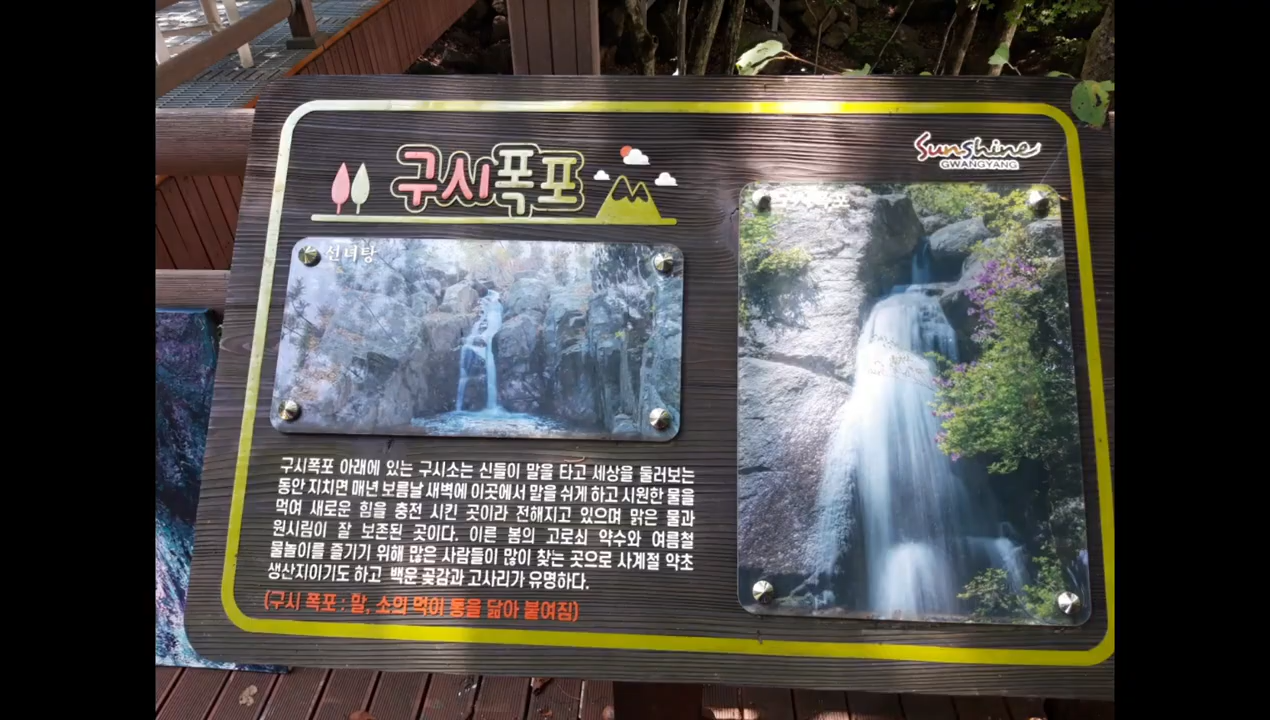 구시폭포
Sunshine
GWANGYANG
선녀탕
구시폭포 아래에 있는 구시소는 신들이 말을 타고 세상을 둘러보는
동안 지치면 매년 보름날 새벽에 이곳에서 말을 쉬게 하고 시원한 물을
먹여 새로운 힘을 충전 시킨 곳이라 전해지고 있으며 맑은 물과
원시림이 잘 보존된 곳이다. 이른 봄의 고로쇠 약수와 여름철
물놀이를 즐기기 위해 많은 사람들이 많이 찾는 곳으로 사계절 약초
생산지이기도 하고 백운 곶감과 고사리가 유명하다.
(구시 폭포 : 말, 소의 먹이 통을 닮아 붙여짐)